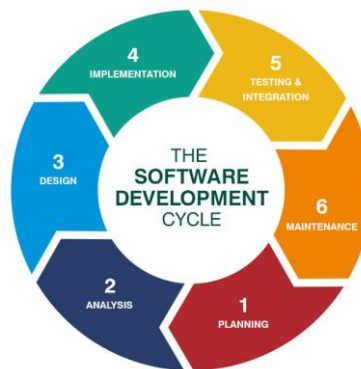 THE
SOFTWARE
DEVELOPMENT
CYCLE
1
PLANNING
2
ANALYSIS
3
DESIGN
4
IMPLEMENTATION
5
TESTING &
INTEGRATION
6
MAINTENANCE